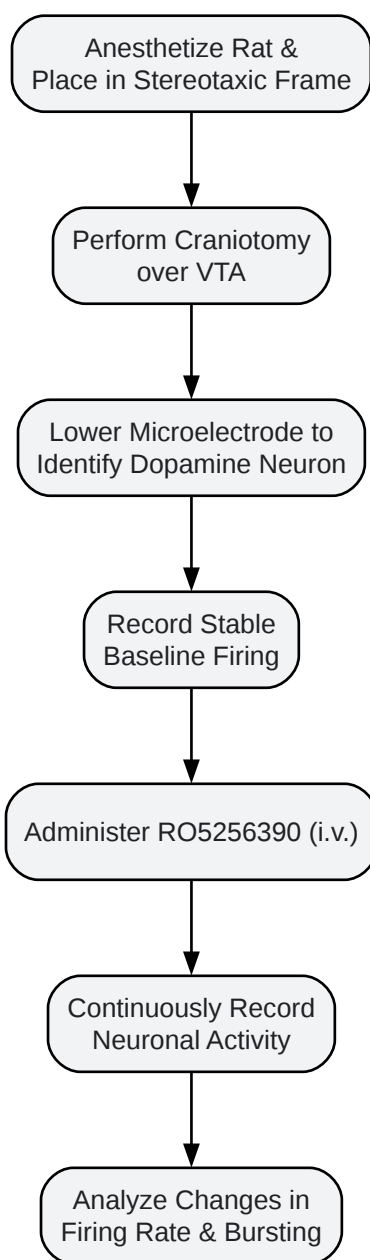 Anesthetize Rat &
Place in Stereotaxic Frame
Perform Craniotomy
over VTA
Lower Microelectrode to
Identify Dopamine Neuron
Record Stable
Baseline Firing
Administer RO5256390 (i.v.)
Continuously Record
Neuronal Activity
Analyze Changes in
Firing Rate & Bursting